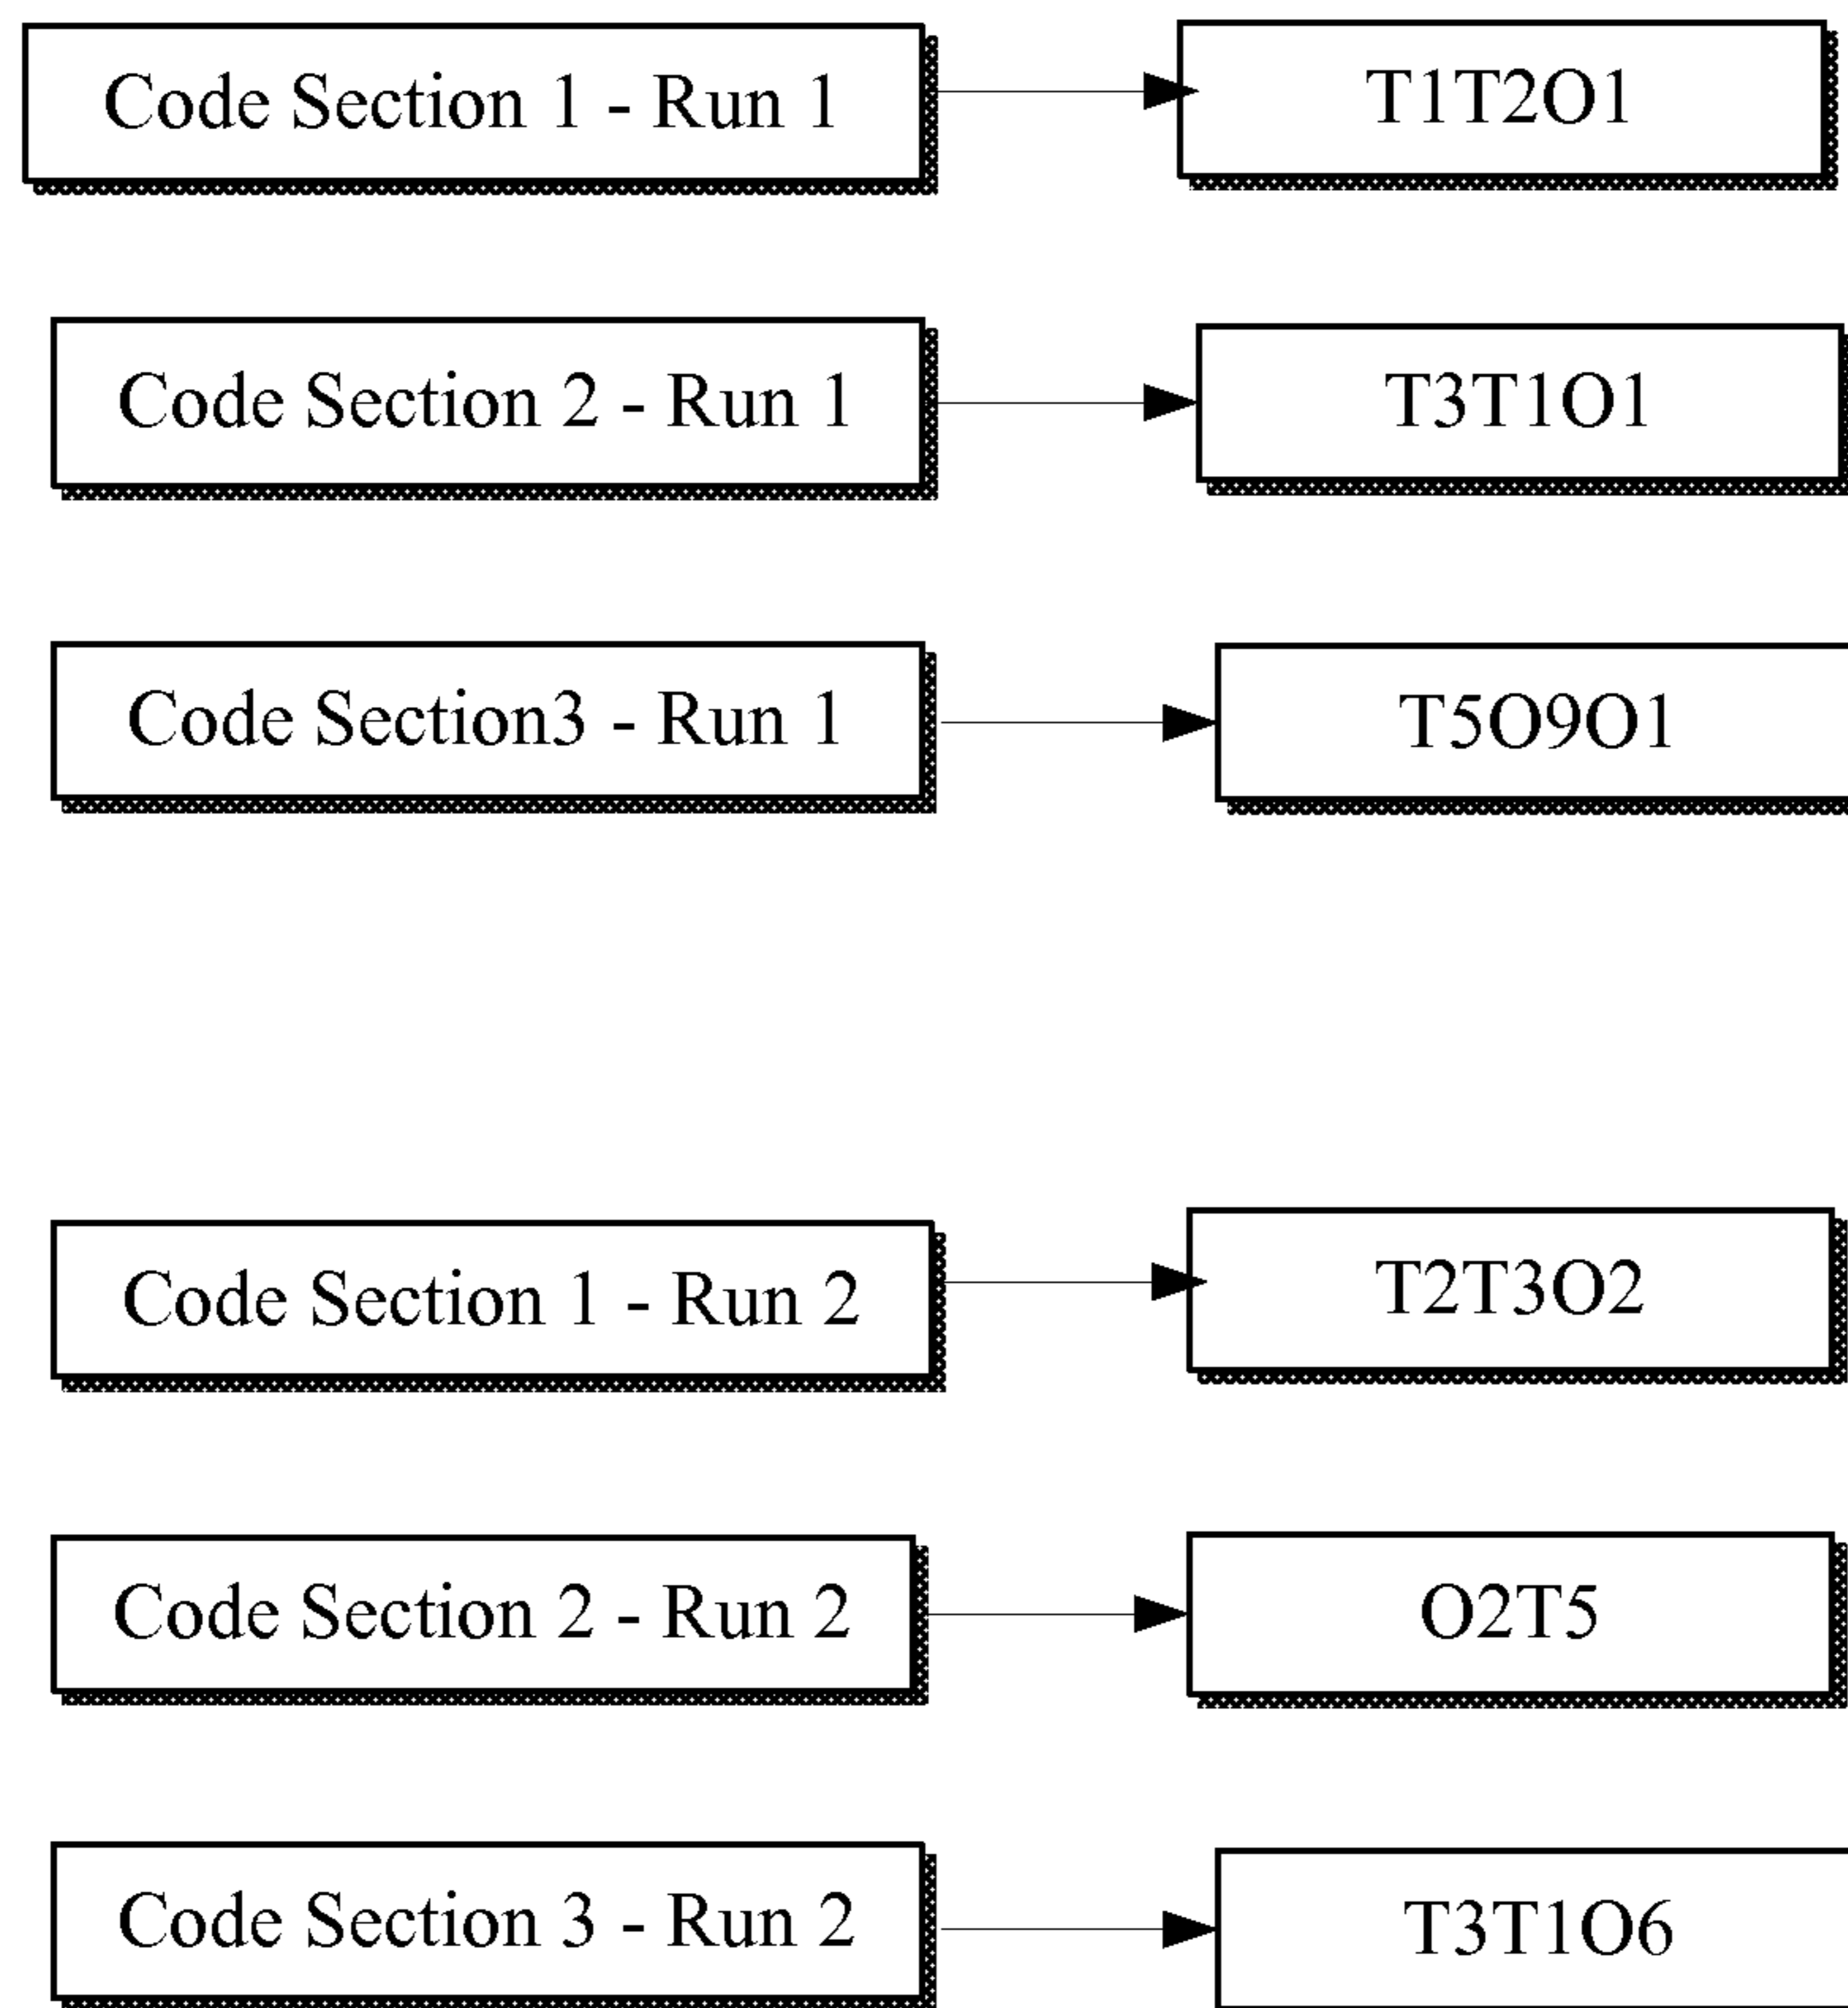 Code Section 1 - Run 1
T1T2O1
Code Section 2 - Run 1
T3T1O1
Code Section3 - Run 1
T5O9O1
Code Section 1 - Run 2
T2T3O2
Code Section 2 - Run 2
O2T5
Code Section 3 - Run 2
T3T1O6